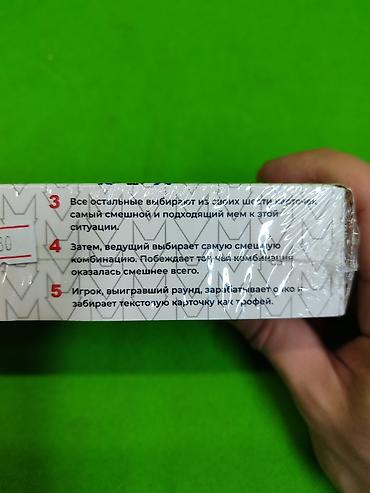 3 Все остальные выбирают из своих шести карточек
самый смешной и подходящий мем к этой
ситуации.
4 Затем, ведущий выбирает самую смешную
комбинацию. Побеждает тот, чья комбинация
оказалась смешнее всего.
5 Игрок, выигравший раунд, зарабатывает очко и
забирает текстовую карточку как трофей.